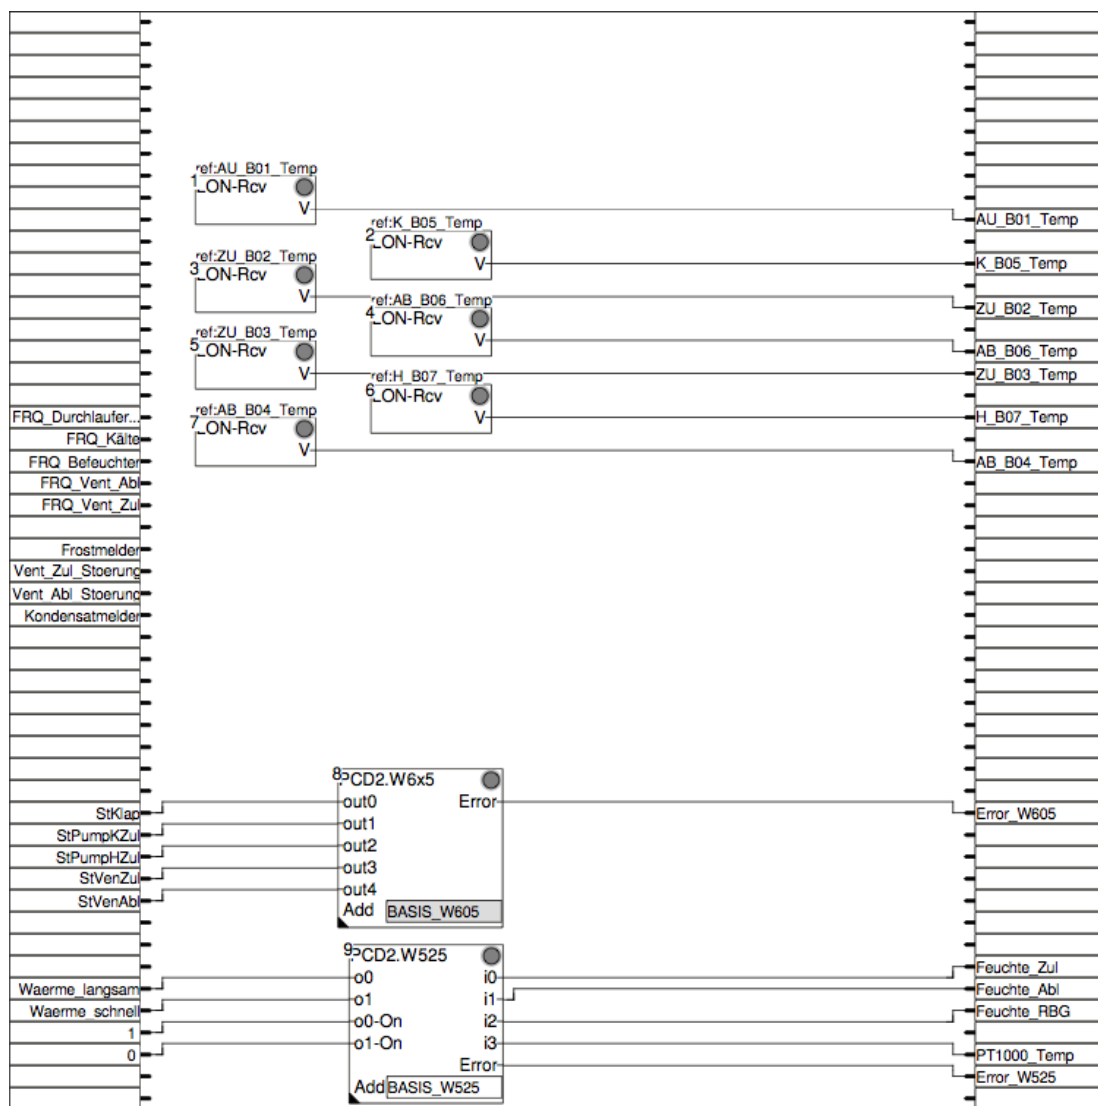 ref:AU_B01_Temp
1
LON-Rcv
V
AU_B01_Temp
ref:K_B05_Temp
2
LON-Rcv
V
K_B05_Temp
ref:ZU_B02_Temp
3
LON-Rcv
V
ZU_B02_Temp
ref:AB_B06_Temp
4
LON-Rcv
V
AB_B06_Temp
ref:ZU_B03_Temp
5
LON-Rcv
V
ZU_B03_Temp
ref:H_B07_Temp
6
LON-Rcv
V
H_B07_Temp
ref:AB_B04_Temp
7
LON-Rcv
V
AB_B04_Temp
FRQ_Durchlaufer...
FRQ_Kälte
FRQ_Befeuchter
FRQ_Vent_Abl
FRQ_Vent_Zul
Frostmelder
Vent_Zul_Stoerung
Vent_Abl_Stoerung
Kondensatmelder
8
PCD2.W6x5
StKlap
out0
Error
Error_W605
StPumpKZul
out1
StPumpHZul
out2
StVenZul
out3
StVenAbl
out4
Add BASIS_W605
9
PCD2.W525
Waerme_langsam
o0
i0
Feuchte_Zul
Waerme_schnell
o1
i1
Feuchte_Abl
1
o0-On
i2
Feuchte_RBG
0
o1-On
i3
PT1000_Temp
Error
Error_W525
Add BASIS_W525